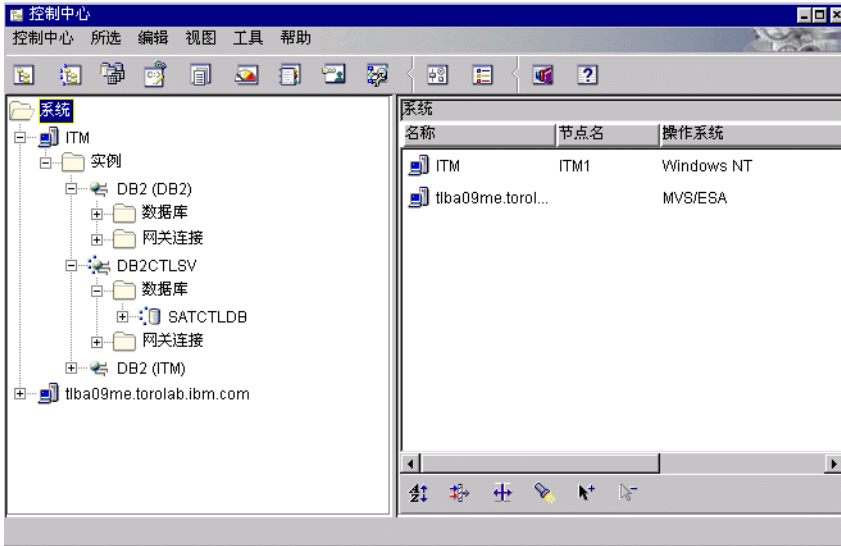 控制中心
控制中心 所选 编辑 视图 工具 帮助
系统
ITM
实例
DB2 (DB2)
数据库
网关连接
DB2CTLSV
数据库
SATCTLDB
网关连接
DB2 (ITM)
tlba09me.torolab.ibm.com
系统
名称 节点名 操作系统
ITM ITM1 Windows NT
tlba09me.torol... MVS/ESA